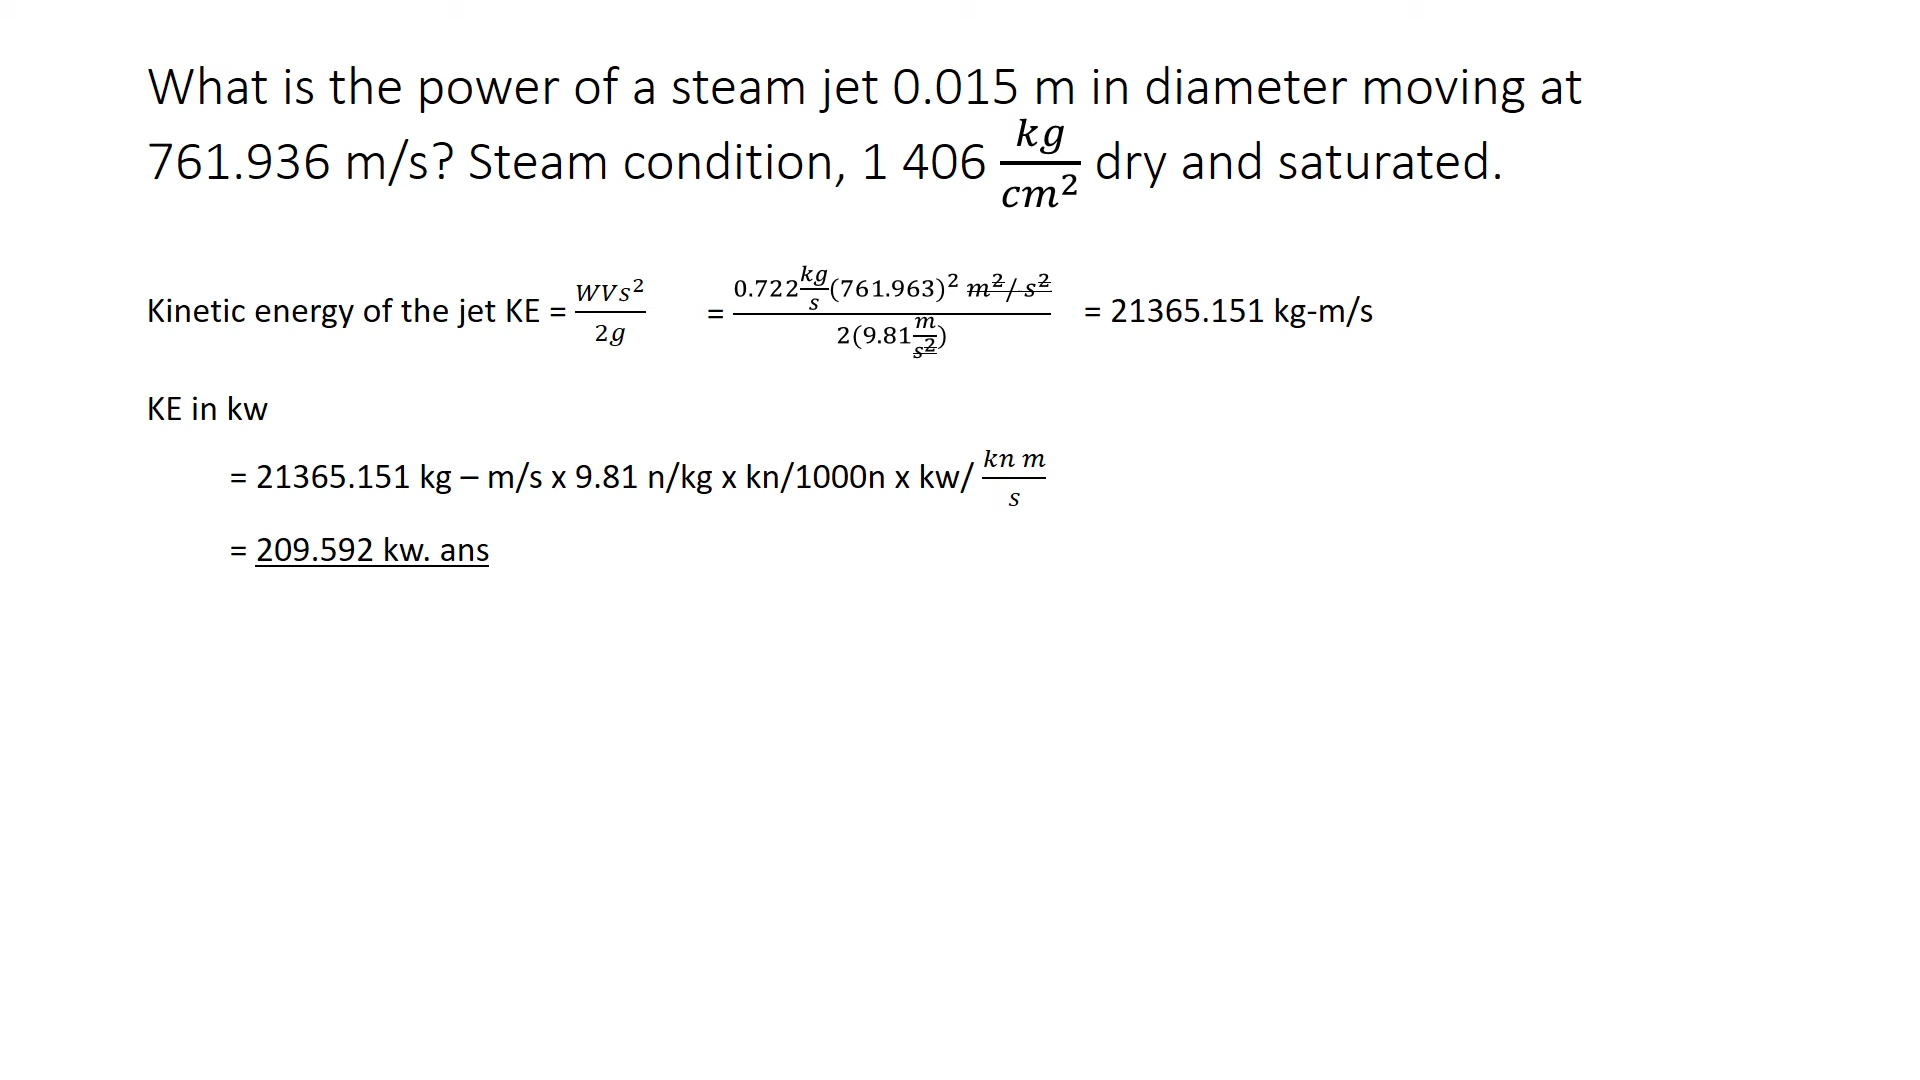 What is the power of a steam jet 0.015 m in diameter moving at
761.936 m/s? Steam condition, 1 406 kg/cm² dry and saturated.
Kinetic energy of the jet KE = WVs²/2g = 0.722 kg/s (761.963)² m²/s² / 2(9.81 m/s²) = 21365.151 kg-m/s
KE in kw
= 21365.151 kg – m/s x 9.81 n/kg x kn/1000n x kw/ kn m/s
= 209.592 kw. ans